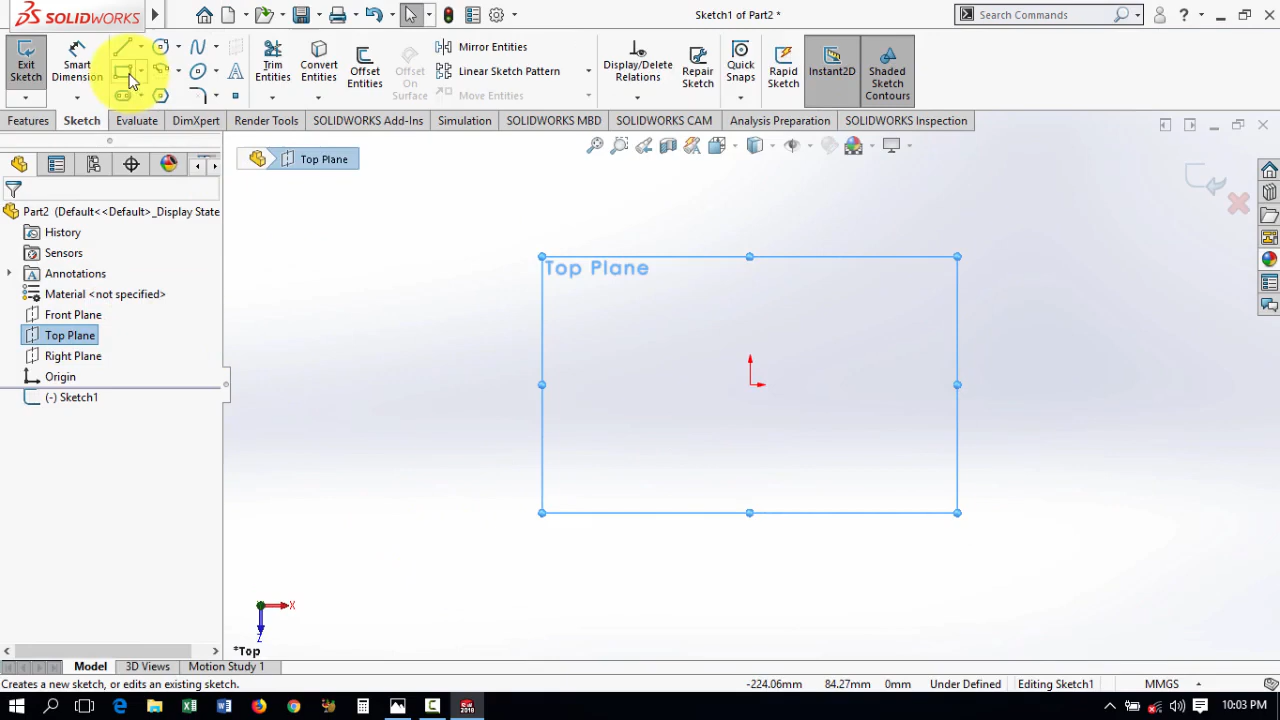 SOLIDWORKS
Sketch1 of Part2 *
Search Commands
?
Exit Sketch
Smart Dimension
Trim Entities
Convert Entities
Offset Entities
Offset On Surface
Mirror Entities
Linear Sketch Pattern
Move Entities
Display/Delete Relations
Repair Sketch
Quick Snaps
Rapid Sketch
Instant2D
Shaded Sketch Contours
Features
Sketch
Evaluate
DimXpert
Render Tools
SOLIDWORKS Add-Ins
Simulation
SOLIDWORKS MBD
SOLIDWORKS CAM
Analysis Preparation
SOLIDWORKS Inspection
Top Plane
Part2 (Default<<Default>_Display State
History
Sensors
Annotations
Material <not specified>
Front Plane
Top Plane
Right Plane
Origin
(-) Sketch1
Top Plane
X
Z
*Top
Model
3D Views
Motion Study 1
Creates a new sketch, or edits an existing sketch.
-224.06mm
84.27mm
0mm
Under Defined
Editing Sketch1
MMGS
10:03 PM